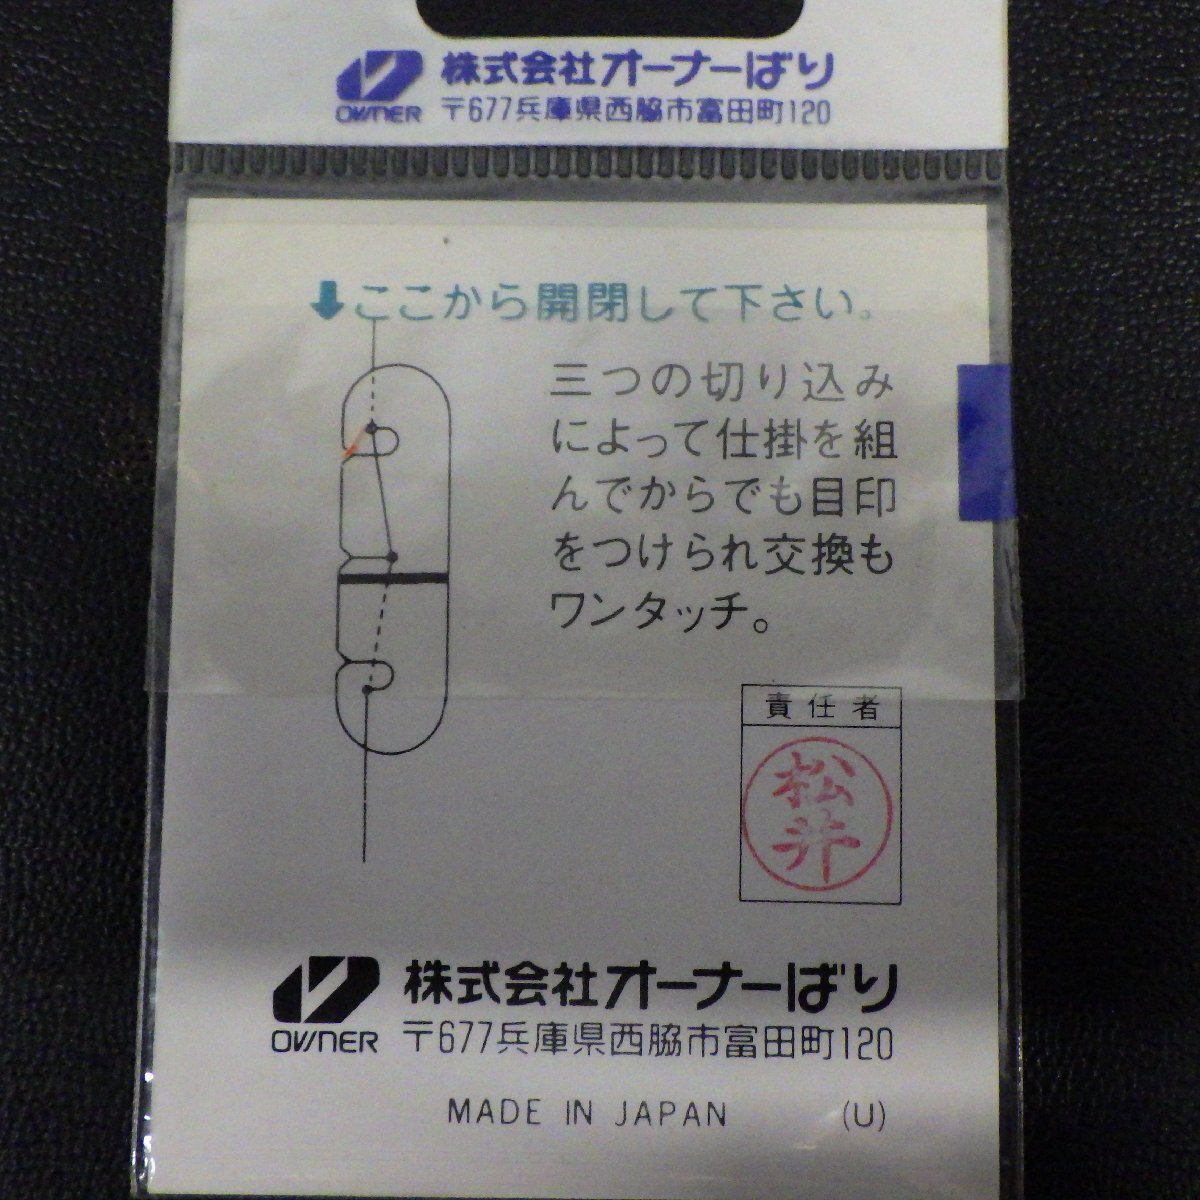 株式会社オーナーばり
OWNER
〒677兵庫県西脇市富田町120
⬇ここから開閉して下さい。
三つの切り込み
によって仕掛を組
んでからでも目印
をつけられ交換も
ワンタッチ。
責任者
松井
株式会社オーナーばり
OWNER
〒677兵庫県西脇市富田町120
MADE IN JAPAN (U)